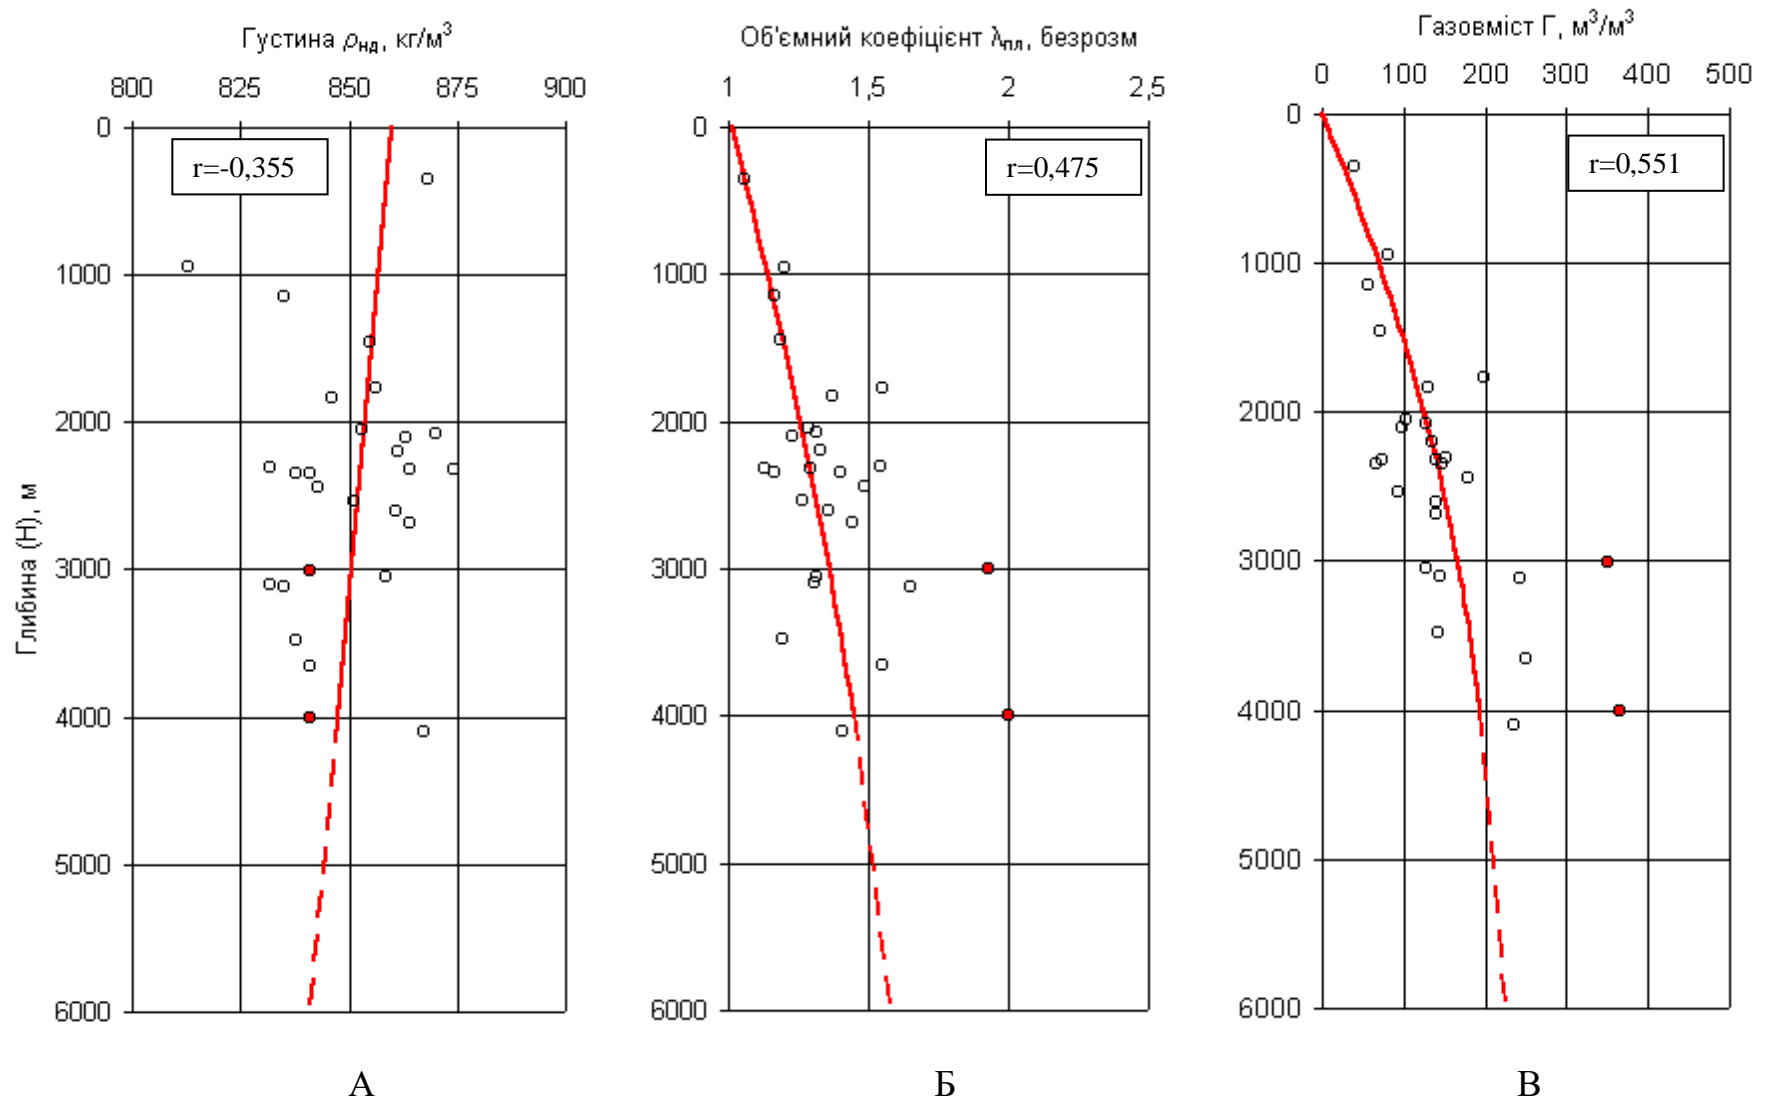 Густина ρнд, кг/м³
800 825 850 875 900
r=-0,355
0
1000
2000
3000
4000
5000
6000
Глибина (Н), м
А
Об'ємний коефіцієнт λпл, безрозм
1 1,5 2 2,5
r=0,475
0
1000
2000
3000
4000
5000
6000
Б
Газовміст Г, м³/м³
0 100 200 300 400 500
r=0,551
0
1000
2000
3000
4000
5000
6000
В